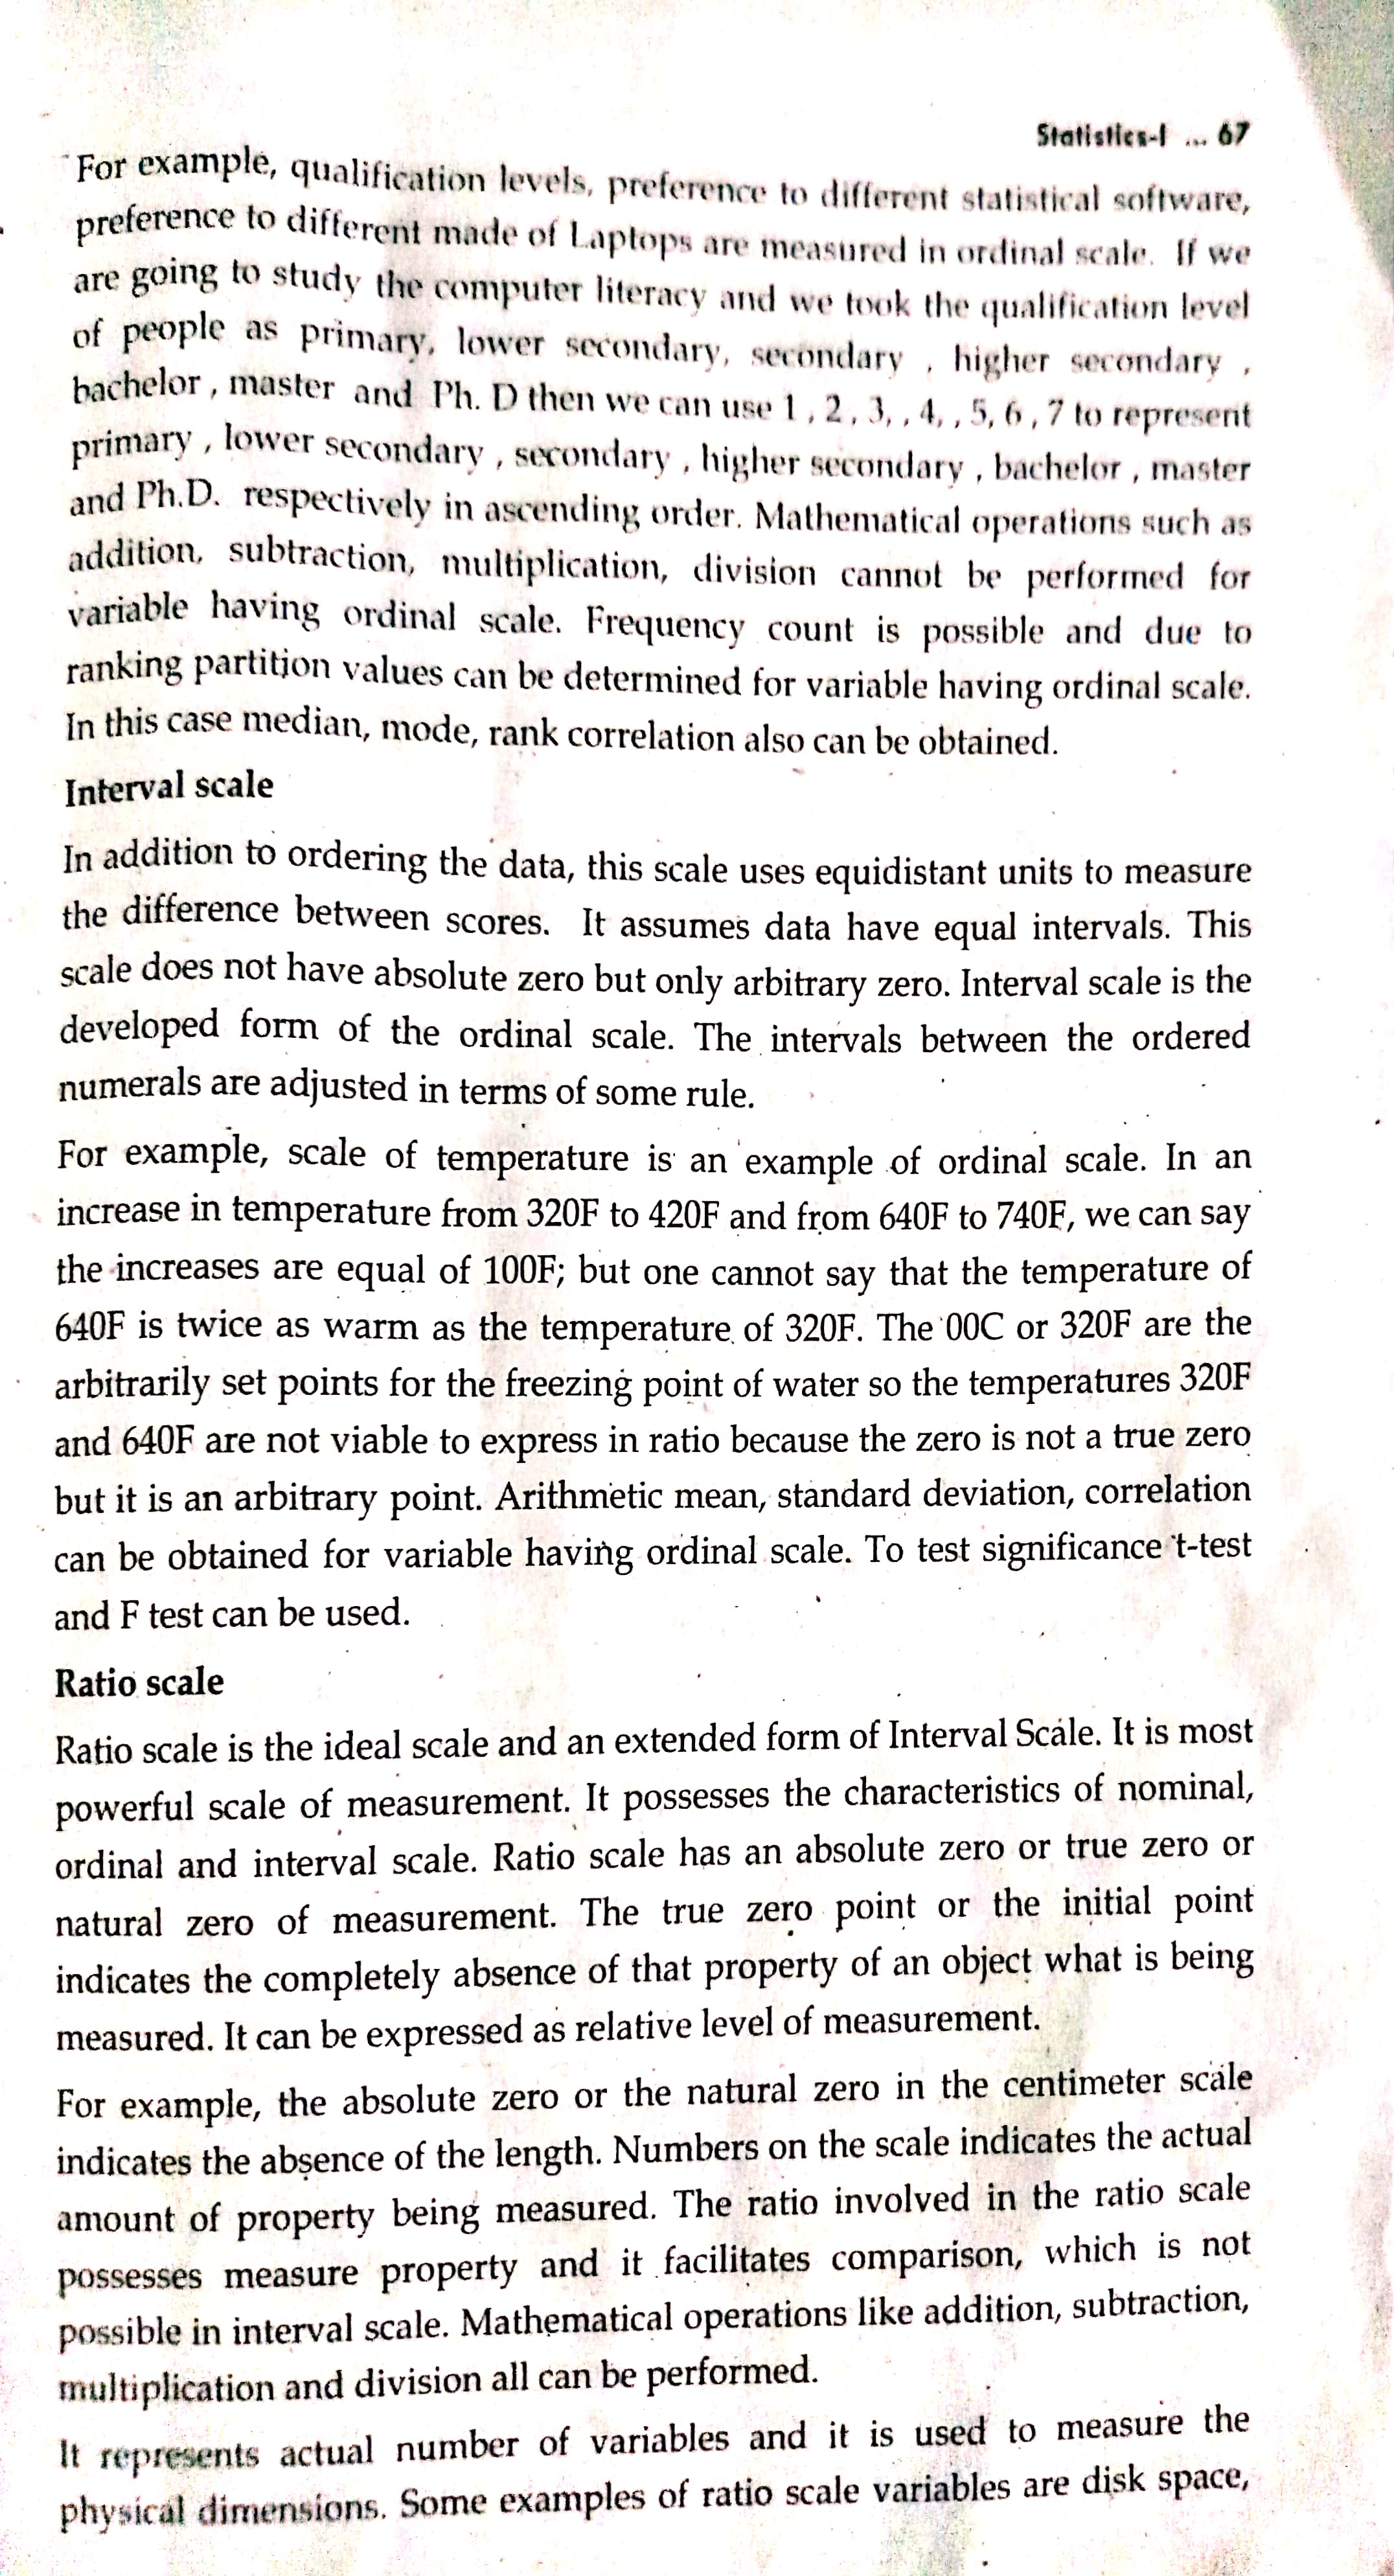 Statistics-I ... 67
For example, qualification levels, preference to different statistical software,
preference to different made of Laptops are measured in ordinal scale. If we
are going to study the computer literacy and we took the qualification level
of people as primary, lower secondary, secondary , higher secondary ,
bachelor , master and Ph. D then we can use 1 , 2 , 3, , 4, , 5, 6 , 7 to represent
primary , lower secondary , secondary , higher secondary , bachelor , master
and Ph.D. respectively in ascending order. Mathematical operations such as
addition, subtraction, multiplication, division cannot be performed for
variable having ordinal scale. Frequency count is possible and due to
ranking partition values can be determined for variable having ordinal scale.
In this case median, mode, rank correlation also can be obtained.
Interval scale
In addition to ordering the data, this scale uses equidistant units to measure
the difference between scores. It assumes data have equal intervals. This
scale does not have absolute zero but only arbitrary zero. Interval scale is the
developed form of the ordinal scale. The intervals between the ordered
numerals are adjusted in terms of some rule.
For example, scale of temperature is an example of ordinal scale. In an
increase in temperature from 320F to 420F and from 640F to 740F, we can say
the increases are equal of 100F; but one cannot say that the temperature of
640F is twice as warm as the temperature of 320F. The 00C or 320F are the
arbitrarily set points for the freezing point of water so the temperatures 320F
and 640F are not viable to express in ratio because the zero is not a true zero
but it is an arbitrary point. Arithmetic mean, standard deviation, correlation
can be obtained for variable having ordinal scale. To test significance t-test
and F test can be used.
Ratio scale
Ratio scale is the ideal scale and an extended form of Interval Scale. It is most
powerful scale of measurement. It possesses the characteristics of nominal,
ordinal and interval scale. Ratio scale has an absolute zero or true zero or
natural zero of measurement. The true zero point or the initial point
indicates the completely absence of that property of an object what is being
measured. It can be expressed as relative level of measurement.
For example, the absolute zero or the natural zero in the centimeter scale
indicates the absence of the length. Numbers on the scale indicates the actual
amount of property being measured. The ratio involved in the ratio scale
possesses measure property and it facilitates comparison, which is not
possible in interval scale. Mathematical operations like addition, subtraction,
multiplication and division all can be performed.
It represents actual number of variables and it is used to measure the
physical dimensions. Some examples of ratio scale variables are disk space,